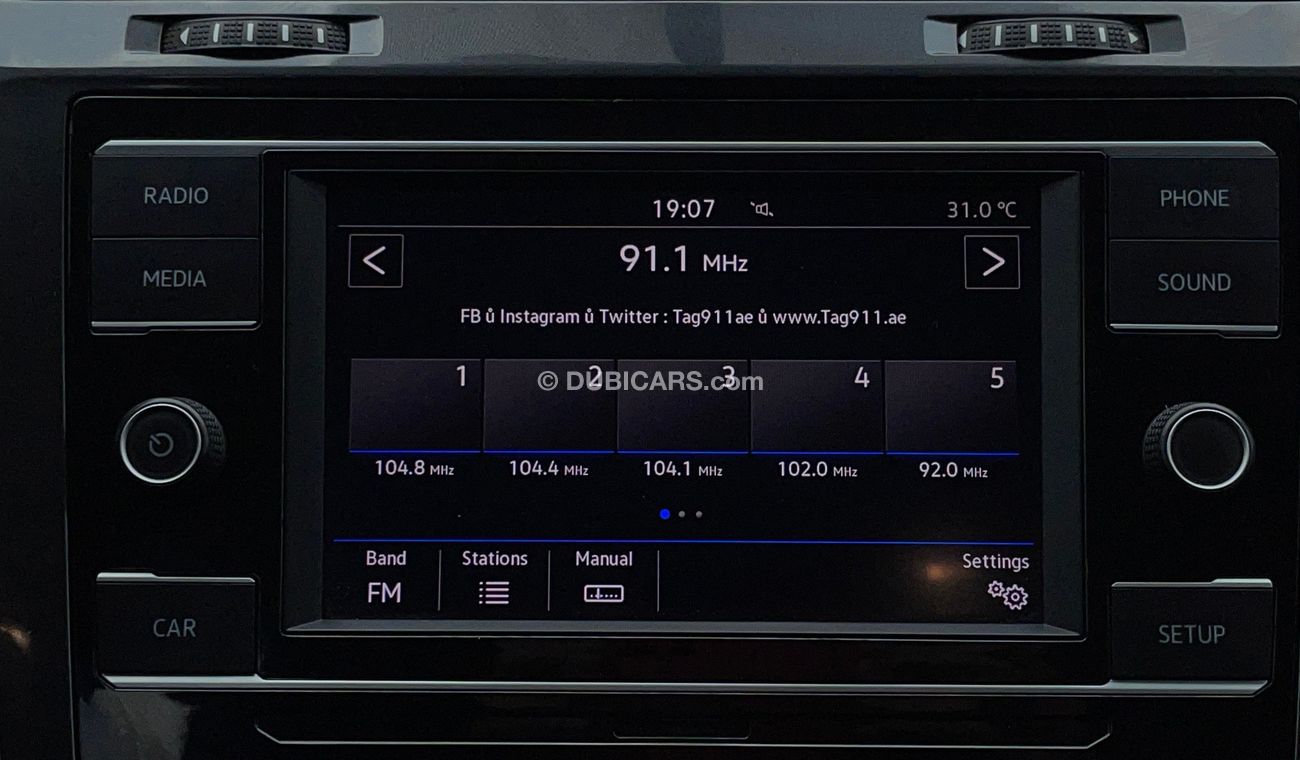 RADIO
MEDIA
CAR
19:07 31.0 °C
< 91.1 MHz >
FB ů Instagram ů Twitter : Tag911ae ů www.Tag911.ae
1 2 3 4 5
© DUBICARS.com
104.8 MHz 104.4 MHz 104.1 MHz 102.0 MHz 92.0 MHz
Band Stations Manual Settings
FM
PHONE
SOUND
SETUP